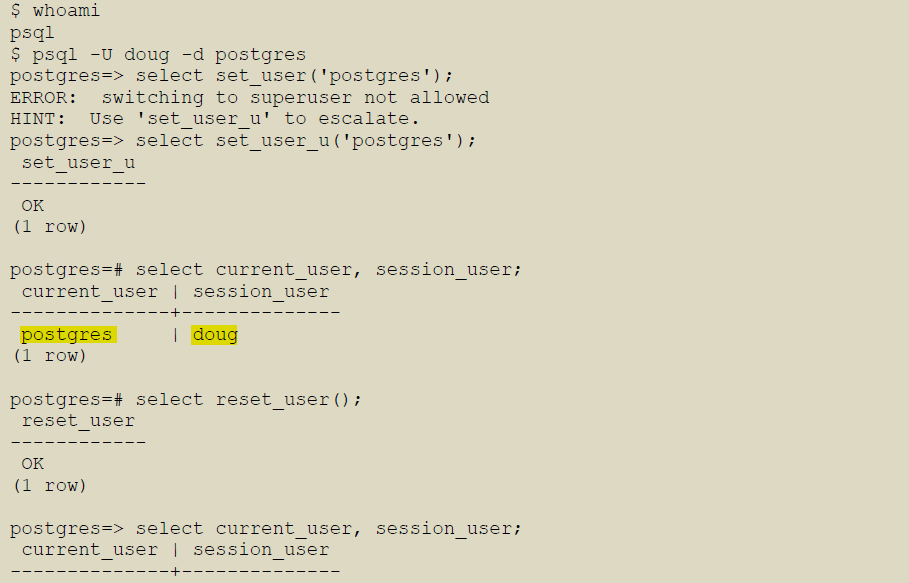 $ whoami
psql
$ psql -U doug -d postgres
postgres=> select set_user('postgres');
ERROR:  switching to superuser not allowed
HINT:  Use 'set_user_u' to escalate.
postgres=> select set_user_u('postgres');
 set_user_u
------------
 OK
(1 row)
postgres=# select current_user, session_user;
 current_user | session_user
--------------+--------------
 postgres     | doug
(1 row)
postgres=# select reset_user();
 reset_user
------------
 OK
(1 row)
postgres=> select current_user, session_user;
 current_user | session_user
--------------+--------------